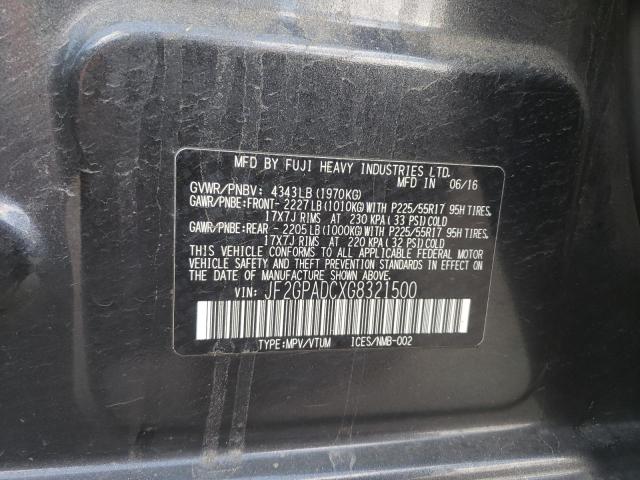 MFD BY FUJI HEAVY INDUSTRIES LTD.
MFD IN 06/16
GVWR/PNBV: 4343LB(1970KG)
GAWR/PNBE:FRONT- 2227LB(1010KG)WITH P225/55R17 95H TIRES,
17X7J RIMS AT 230 KPA(33 PSI)COLD
GAWR/PNBE:REAR - 2205LB(1000KG)WITH P225/55R17 95H TIRES,
17X7J RIMS AT 220 KPA(32 PSI)COLD
THIS VEHICLE CONFORMS TO ALL APPLICABLE FEDERAL MOTOR
VEHICLE SAFETY AND THEFT PREVENTION STANDARDS IN
EFFECT ON THE DATE OF MANUFACTURE SHOWN ABOVE.
VIN: JF2GPADCXG8321500
TYPE:MPV/VTUM ICES/NMB-002